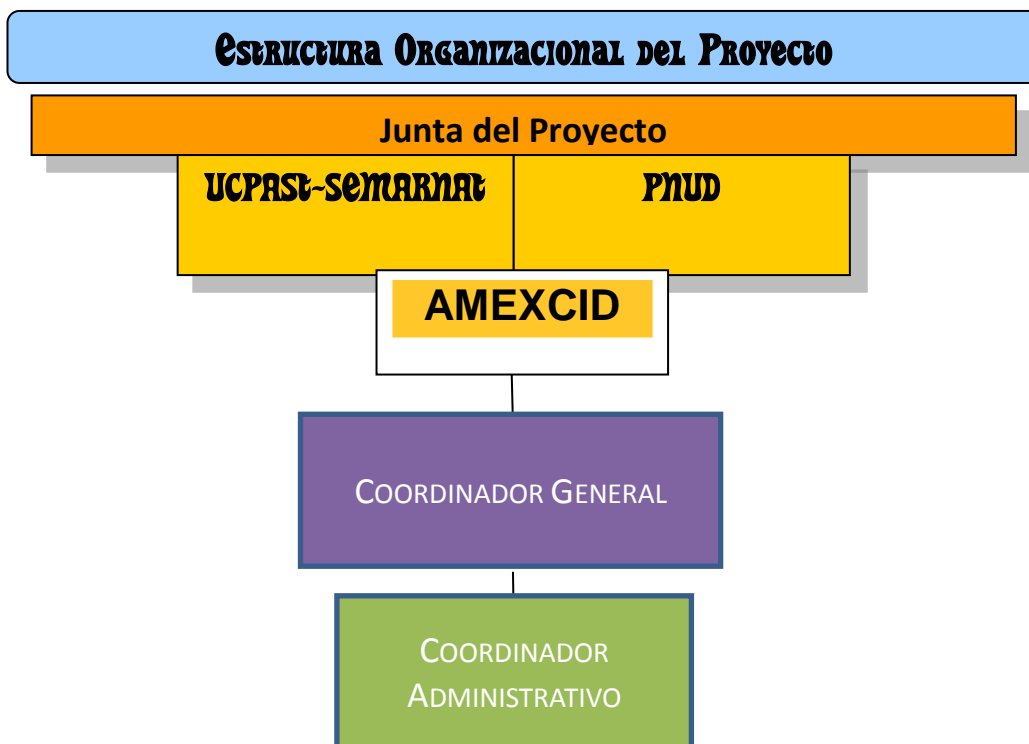 Estructura Organizacional del Proyecto
Junta del Proyecto
UCPAST-SEMARNAT
PNUD
AMEXCID
COORDINADOR GENERAL
COORDINADOR
ADMINISTRATIVO